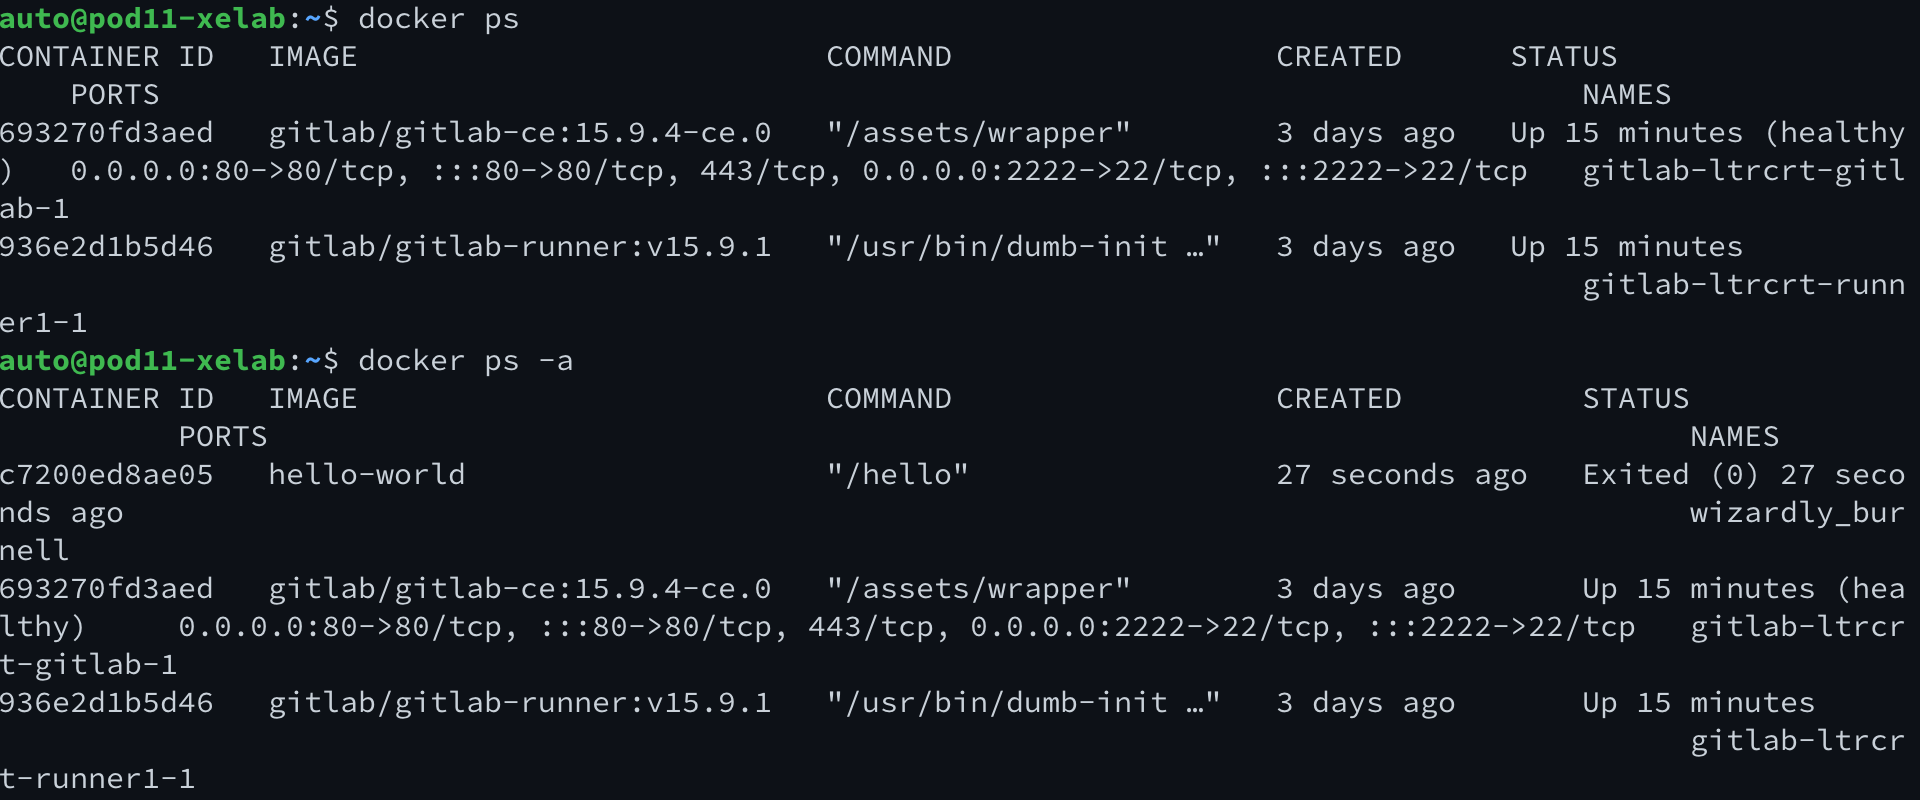 auto@pod11-xelab:~$ docker ps
CONTAINER ID   IMAGE                          COMMAND                  CREATED      STATUS
    PORTS                                                                               NAMES
693270fd3aed   gitlab/gitlab-ce:15.9.4-ce.0   "/assets/wrapper"        3 days ago   Up 15 minutes (healthy
)   0.0.0.0:80->80/tcp, :::80->80/tcp, 443/tcp, 0.0.0.0:2222->22/tcp, :::2222->22/tcp   gitlab-ltrcrt-gitl
ab-1
936e2d1b5d46   gitlab/gitlab-runner:v15.9.1   "/usr/bin/dumb-init …"   3 days ago   Up 15 minutes
                                                                                        gitlab-ltrcrt-runn
er1-1
auto@pod11-xelab:~$ docker ps -a
CONTAINER ID   IMAGE                          COMMAND                  CREATED          STATUS
          PORTS                                                                               NAMES
c7200ed8ae05   hello-world                    "/hello"                 27 seconds ago   Exited (0) 27 seco
nds ago                                                                                       wizardly_bur
nell
693270fd3aed   gitlab/gitlab-ce:15.9.4-ce.0   "/assets/wrapper"        3 days ago       Up 15 minutes (hea
lthy)     0.0.0.0:80->80/tcp, :::80->80/tcp, 443/tcp, 0.0.0.0:2222->22/tcp, :::2222->22/tcp   gitlab-ltrcr
t-gitlab-1
936e2d1b5d46   gitlab/gitlab-runner:v15.9.1   "/usr/bin/dumb-init …"   3 days ago       Up 15 minutes
                                                                                              gitlab-ltrcr
t-runner1-1